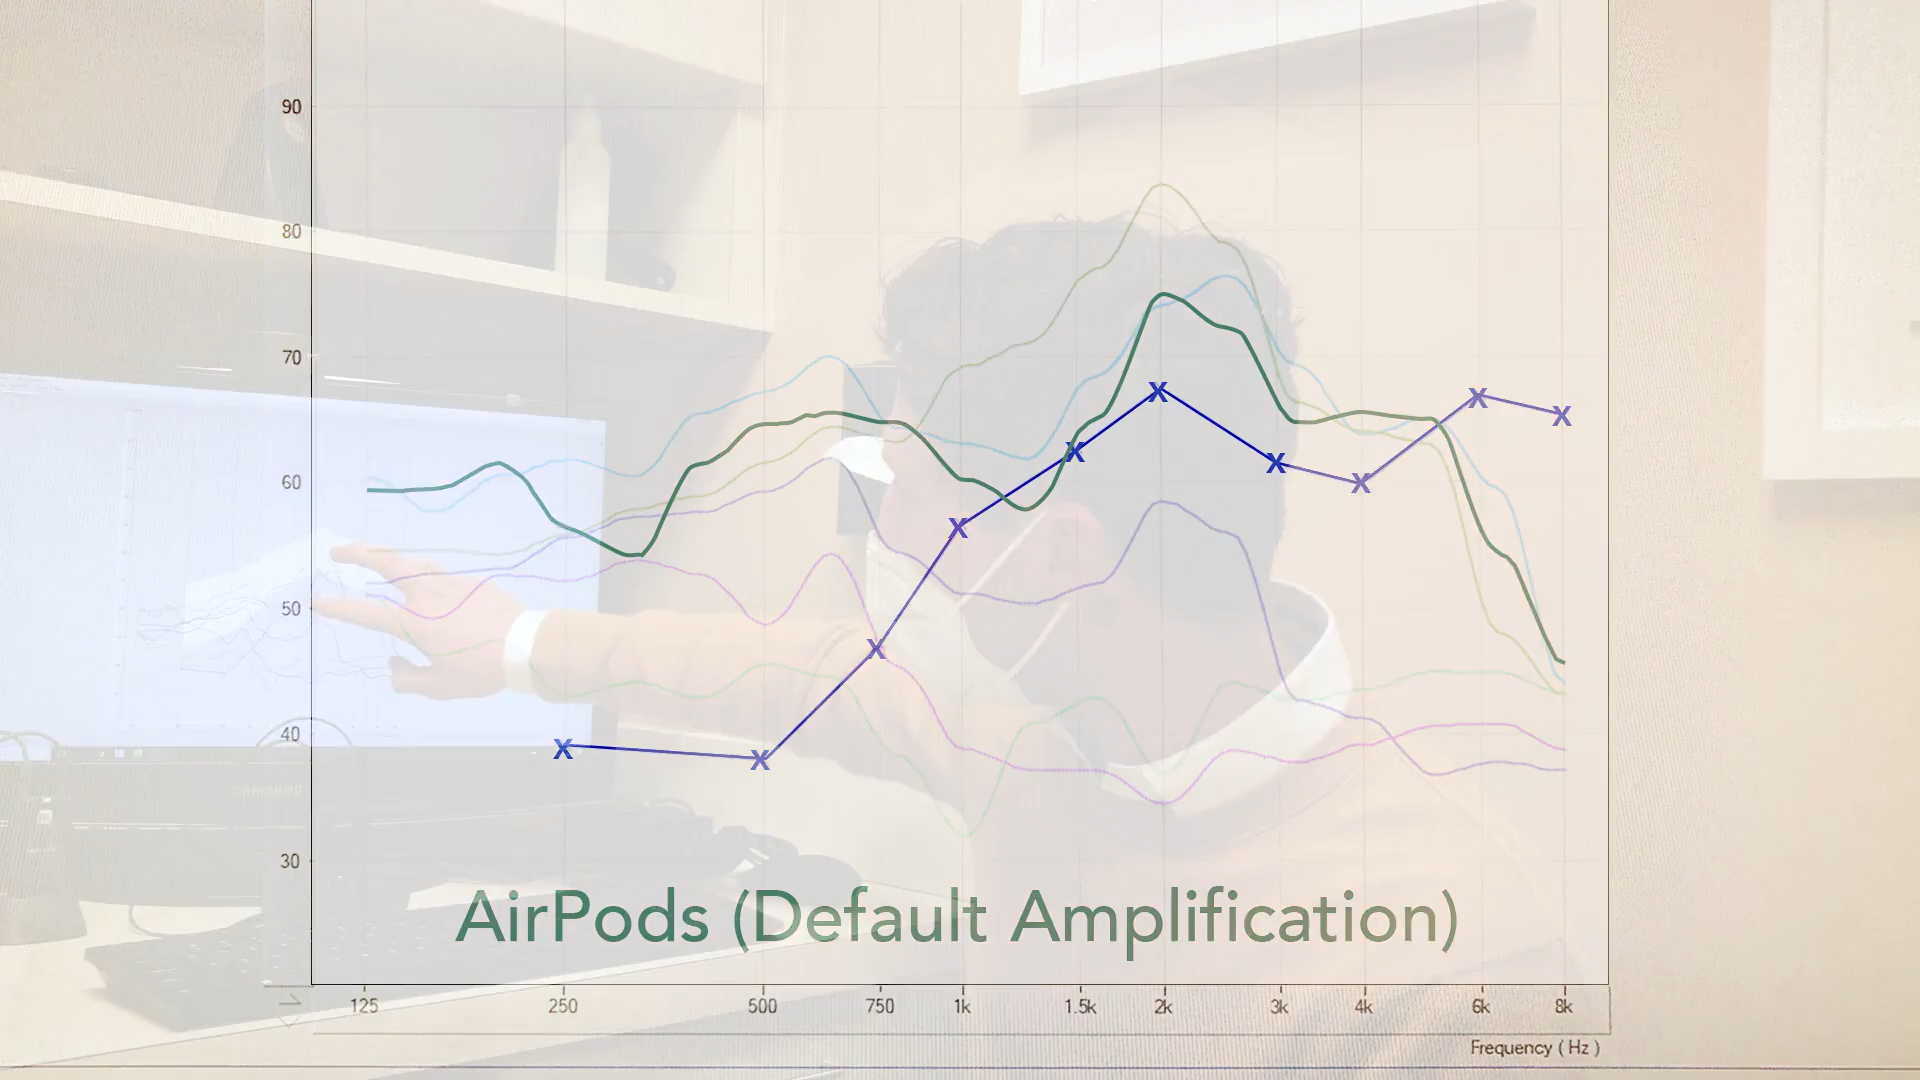 90
80
70
60
50
40
30
AirPods (Default Amplification)
125 250 500 750 1k 1.5k 2k 3k 4k 6k 8k
Frequency ( Hz )